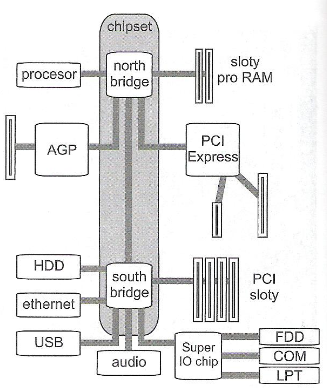 chipset
procesor
north
bridge
sloty
pro RAM
AGP
PCI
Express
HDD
ethernet
USB
south
bridge
PCI
sloty
audio
Super
IO chip
FDD
COM
LPT